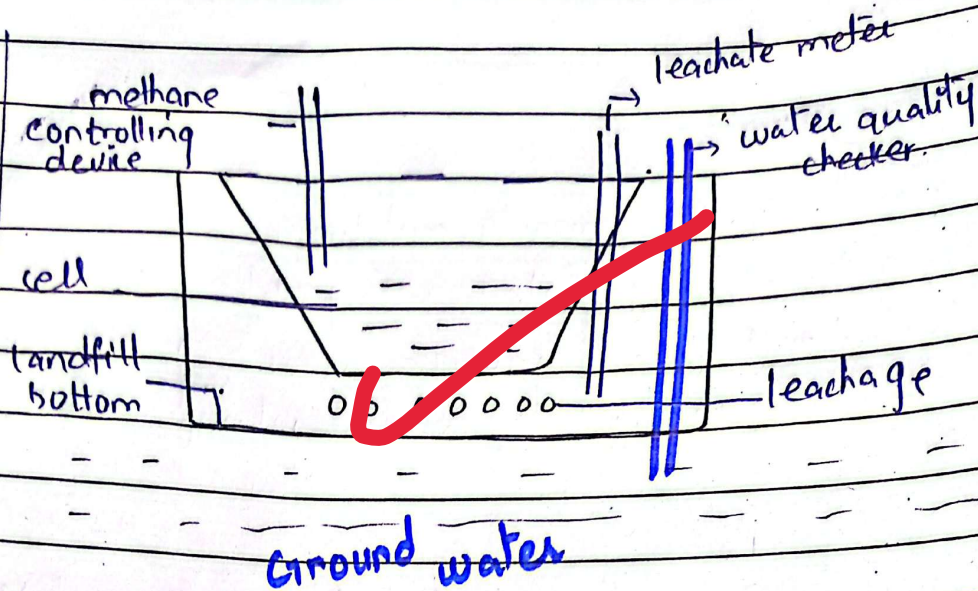 leachate meter
methane
controlling
device
water quality
checker.
cell
landfill
bottom
leachage
Ground water